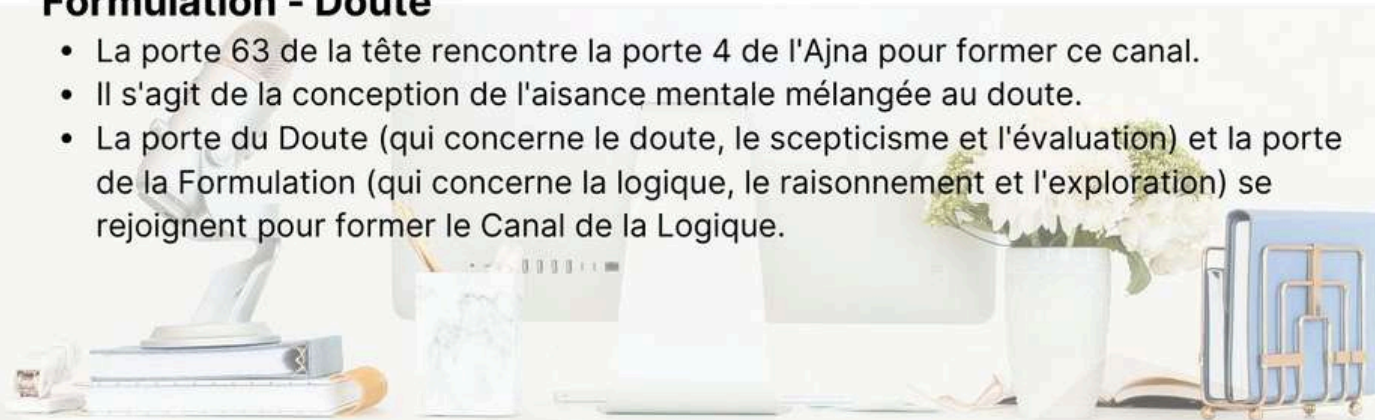 Formulation - Doute
• La porte 63 de la tête rencontre la porte 4 de l'Ajna pour former ce canal.
• Il s'agit de la conception de l'aisance mentale mélangée au doute.
• La porte du Doute (qui concerne le doute, le scepticisme et l'évaluation) et la porte
de la Formulation (qui concerne la logique, le raisonnement et l'exploration) se
rejoignent pour former le Canal de la Logique.